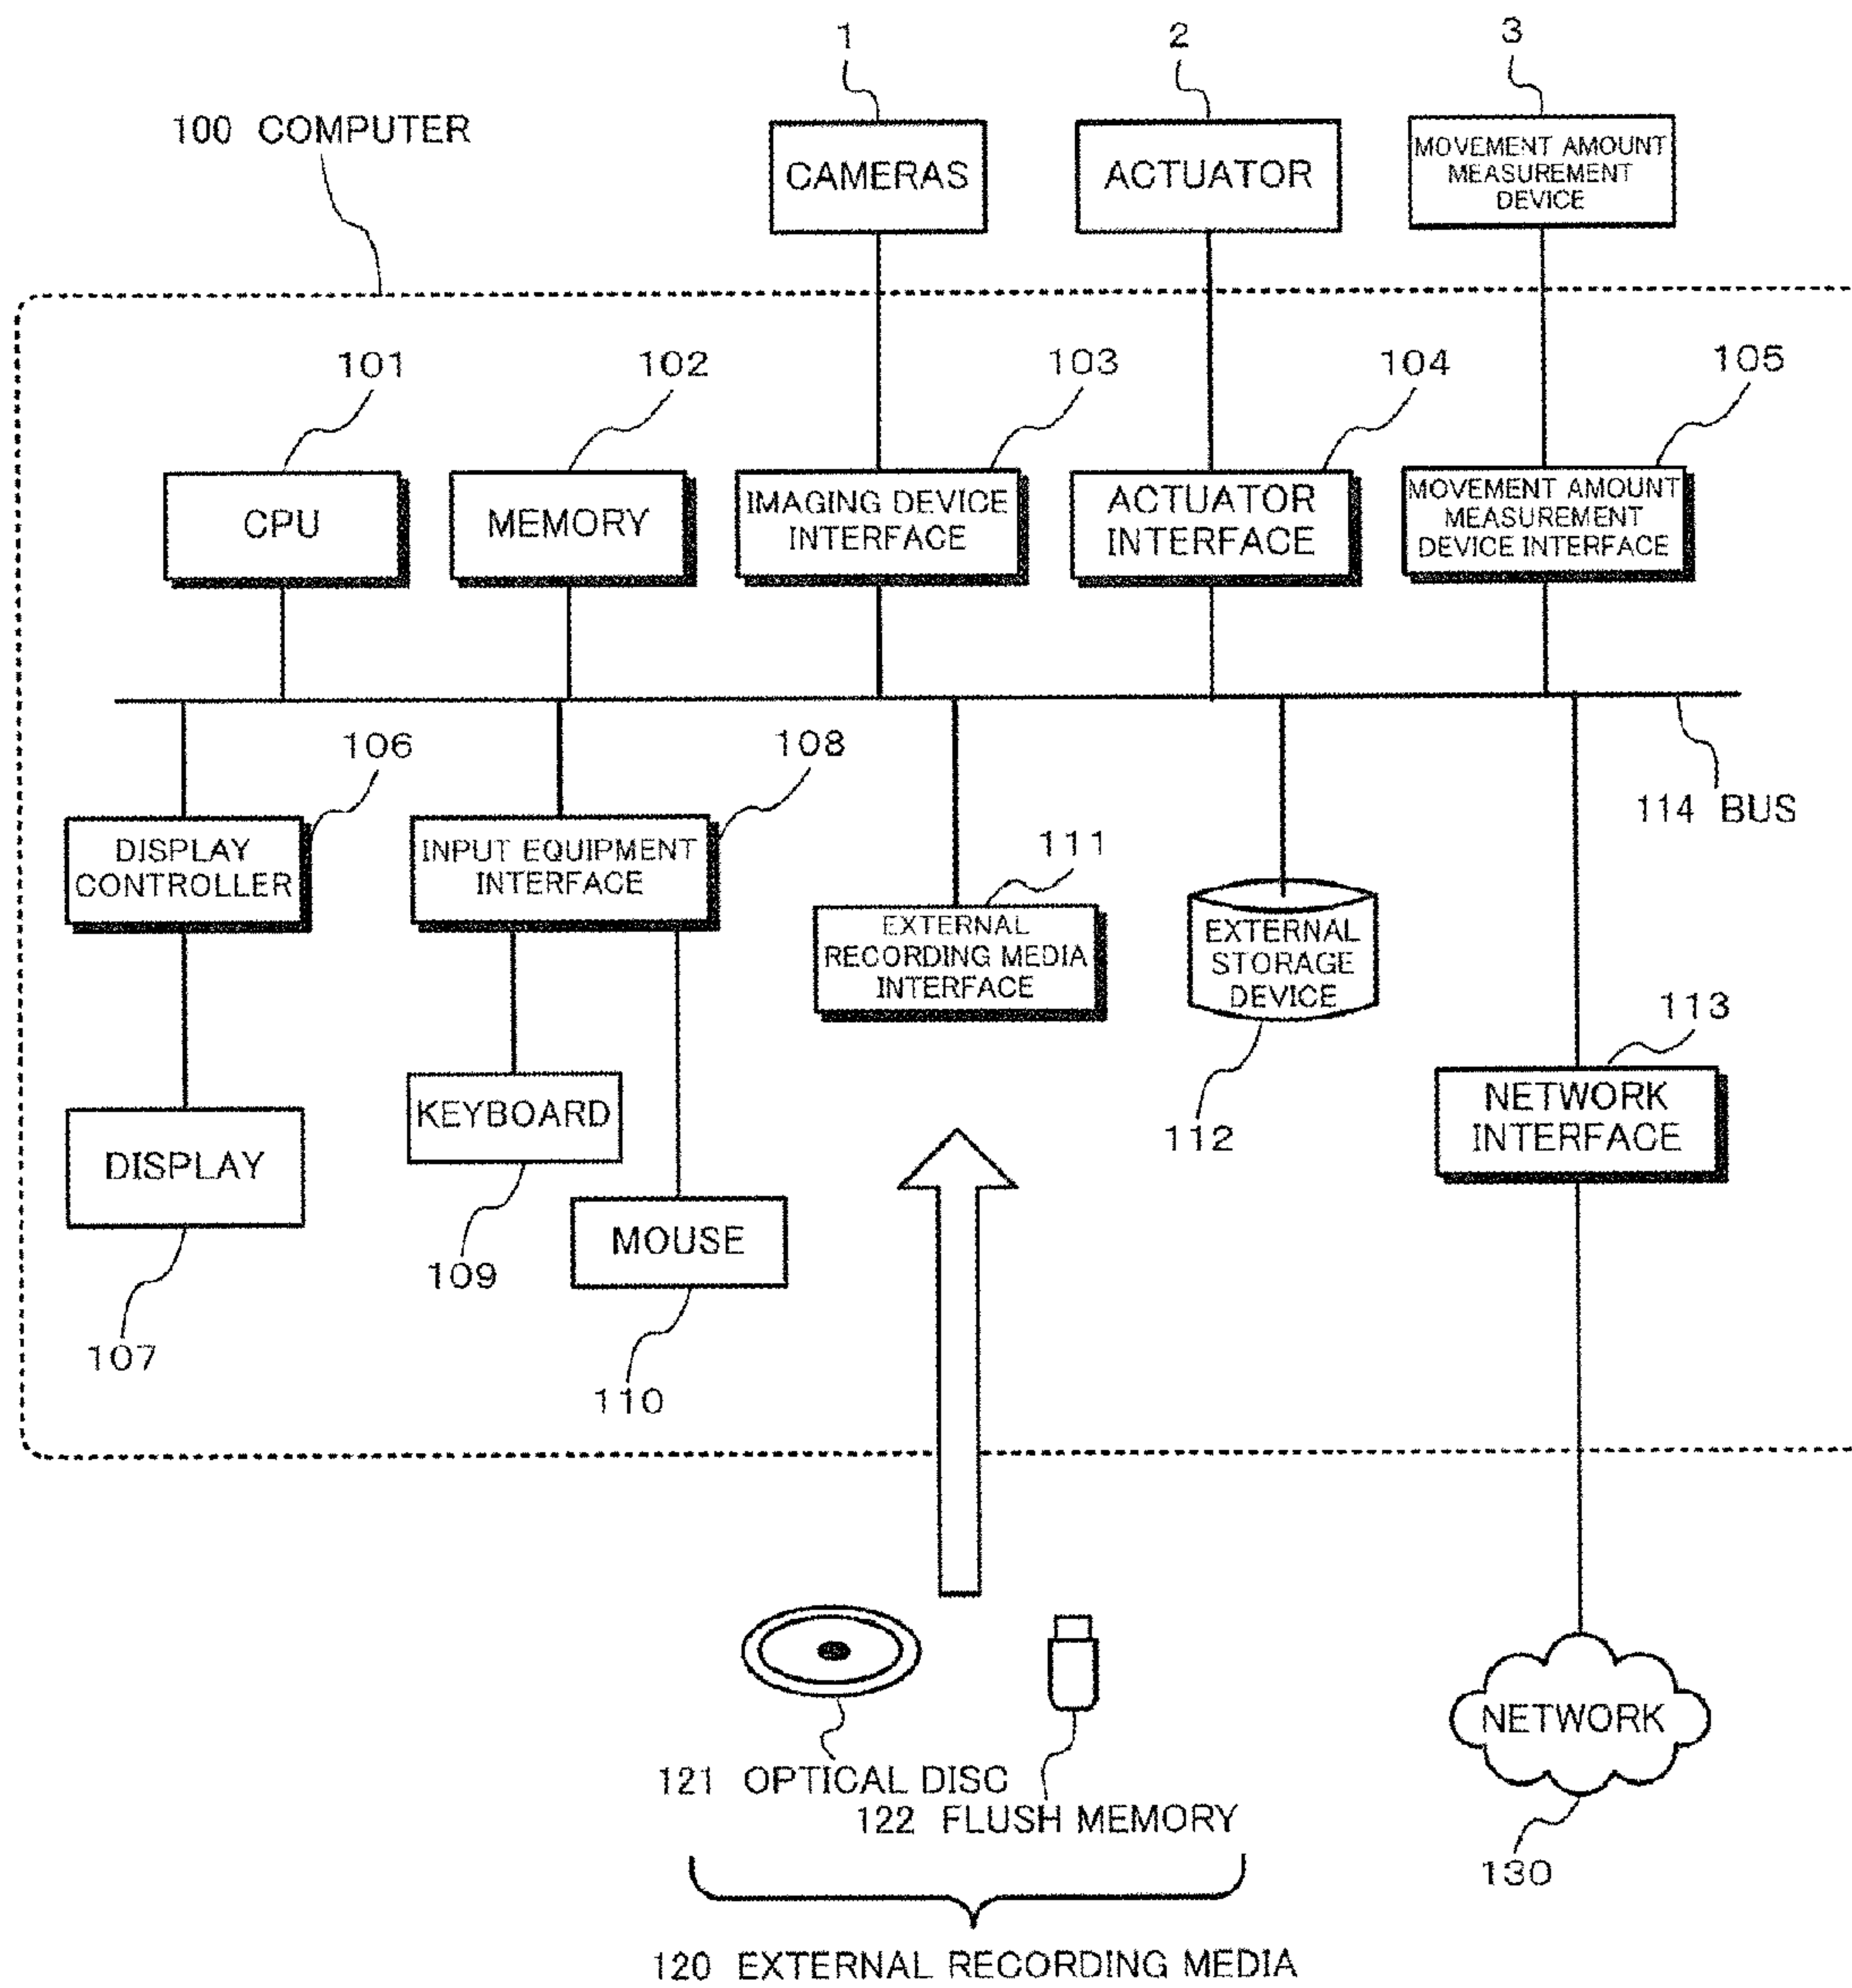 1
2
3
100 COMPUTER
CAMERAS
ACTUATOR
MOVEMENT AMOUNT
MEASUREMENT
DEVICE
101
102
103
104
105
CPU
MEMORY
IMAGING DEVICE
INTERFACE
ACTUATOR
INTERFACE
MOVEMENT AMOUNT
MEASUREMENT
DEVICE INTERFACE
106
108
114 BUS
DISPLAY
CONTROLLER
INPUT EQUIPMENT
INTERFACE
111
EXTERNAL
RECORDING MEDIA
INTERFACE
EXTERNAL
STORAGE
DEVICE
112
113
NETWORK
INTERFACE
KEYBOARD
DISPLAY
109
MOUSE
107
110
121 OPTICAL DISC
122 FLUSH MEMORY
NETWORK
130
120 EXTERNAL RECORDING MEDIA